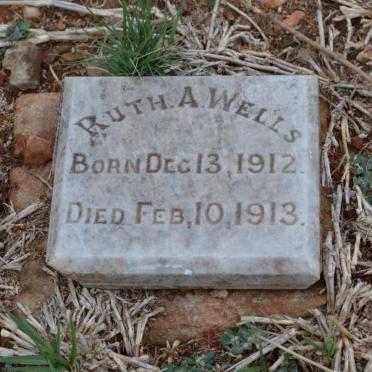 RUTH A WELLS
BORN DEC 13, 1912.
DIED FEB, 10, 1913.